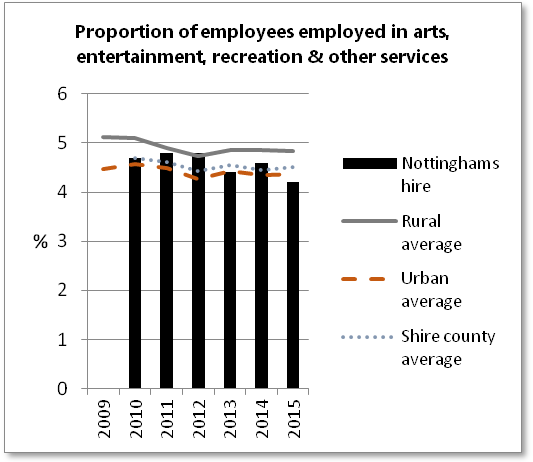 Proportion of employees employed in arts,
entertainment, recreation & other services
6
5
4
% 3
2
1
0
2009
2010
2011
2012
2013
2014
2015
Nottinghams
hire
Rural
average
Urban
average
Shire county
average